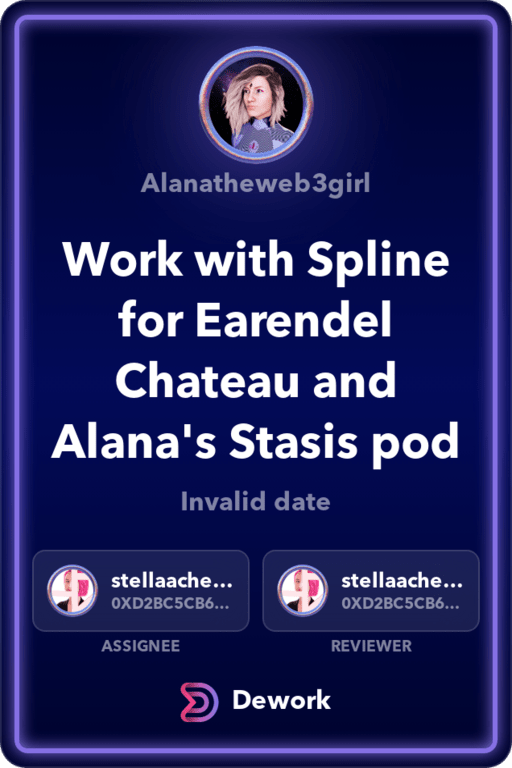 Alanatheweb3girl
Work with Spline
for Earendel
Chateau and
Alana's Stasis pod
Invalid date
stellaache...
0XD2BC5CB6...
ASSIGNEE
stellaache...
0XD2BC5CB6...
REVIEWER
Dework